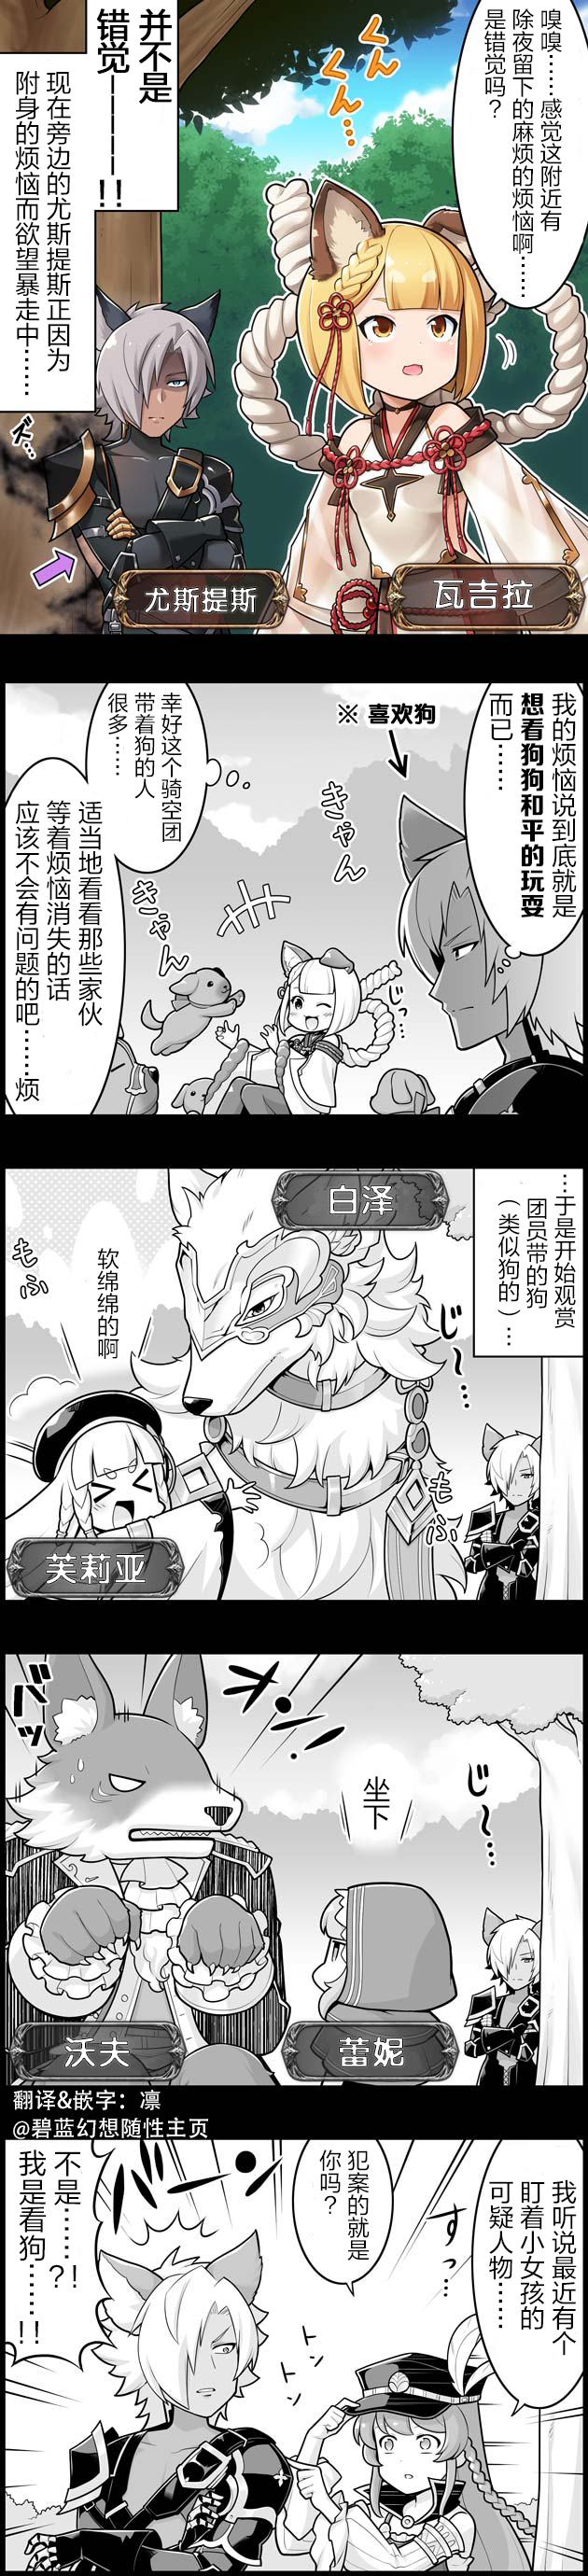 嗅嗅……感觉这附近有
除夜留下的麻烦的烦恼啊……
是错觉吗？
くん
くん…
并不是
错觉————!!
现在旁边的尤斯提斯正因为
附身的烦恼而欲望暴走中……
ズ…
尤斯提斯
瓦吉拉
我的烦恼说到底就是
想看狗狗和平的玩耍
而已……
※ 喜欢狗
きゃん
きゃん
じっ…
幸好这个骑空团
带着狗的人
很多……
适当地看看那些家伙
等着烦恼消失的话
应该不会有问题的吧……烦
…于是开始观赏
团员带的狗
（类似狗的）…
白泽
じ〜…
软绵绵的啊
もふ
もふ
芙莉亚
じ〜…
坐下
バッ
沃夫
蕾妮
翻译&嵌字：凛
@碧蓝幻想随性主页
我听说最近有个
盯着小女孩的
可疑人物……
すっ…
犯案的就是
你吗？
トン
トン
不是……?!
我是看狗……!!